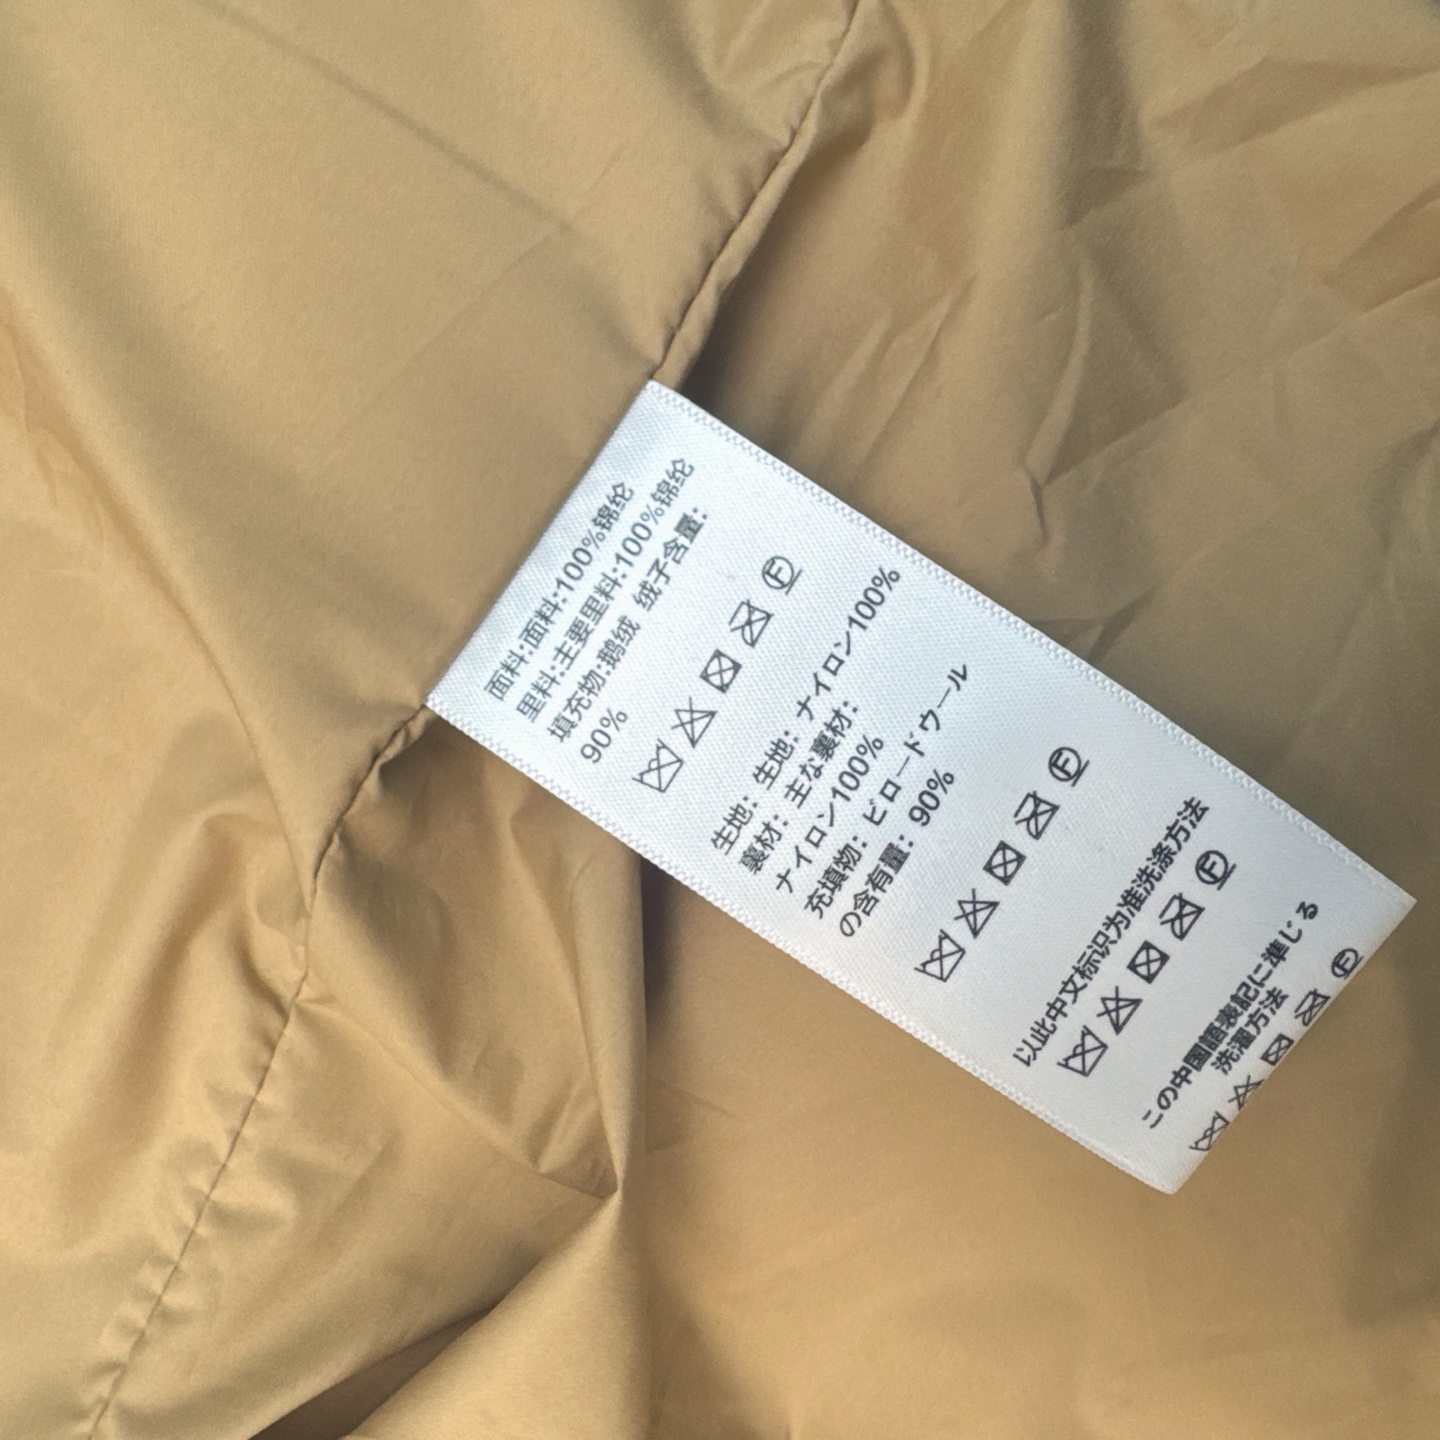 面料:面料:100%锦纶
里料:主要里料:100%锦纶
填充物:鹅绒 绒子含量:
90%
F
生地: 生地: ナイロン100%
裏材: 主な裏材:
ナイロン100%
充填物: ビロードウール
の含有量: 90%
F
以此中文标识为准洗涤方法
F
この中国語表記に準じる
洗濯方法
F